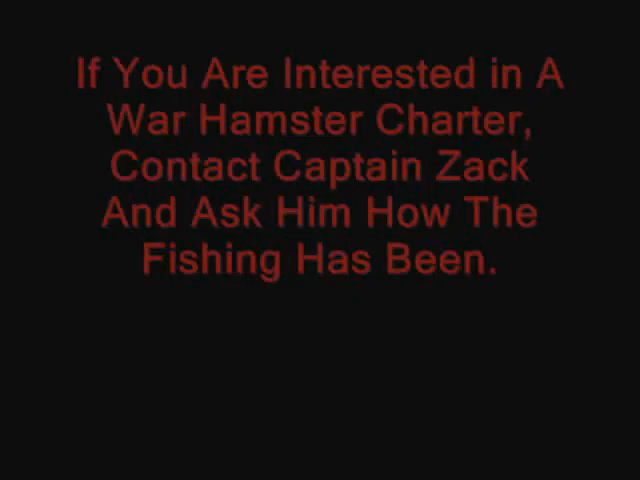 If You Are Interested in A
War Hamster Charter,
Contact Captain Zack
And Ask Him How The
Fishing Has Been.